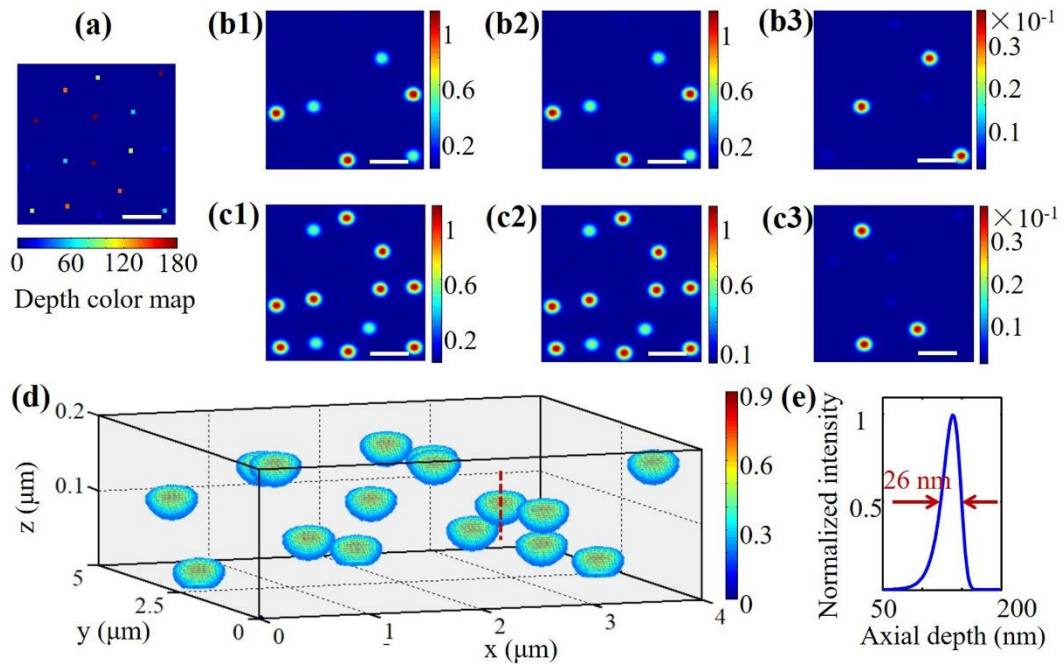 (a)
0 60 120 180
Depth color map
(b1)
1
0.6
0.2
(b2)
1
0.6
0.2
(b3)
×10⁻¹
0.3
0.2
0.1
(c1)
1
0.6
0.2
(c2)
1
0.6
0.1
(c3)
×10⁻¹
0.3
0.2
0.1
(d)
0.2
0.1
z (μm)
5
2.5
0
y (μm)
0 1 2 3 4
x (μm)
0.9
0.6
0.3
0
(e)
Normalized intensity
1
0.5
26 nm
50 200
Axial depth (nm)